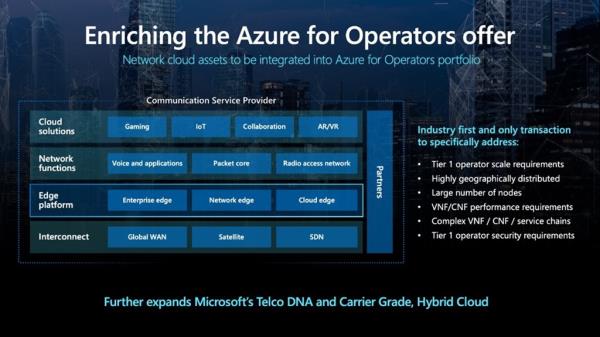 Enriching the Azure for Operators offer
Network cloud assets to be integrated into Azure for Operators portfolio
Communication Service Provider
Cloud
solutions
Gaming
IoT
Collaboration
AR/VR
Network
functions
Voice and applications
Packet core
Radio access network
Edge
platform
Enterprise edge
Network edge
Cloud edge
Interconnect
Global WAN
Satellite
SDN
Partners
Industry first and only transaction
to specifically address:
• Tier 1 operator scale requirements
• Highly geographically distributed
• Large number of nodes
• VNF/CNF performance requirements
• Complex VNF / CNF / service chains
• Tier 1 operator security requirements
Further expands Microsoft's Telco DNA and Carrier Grade, Hybrid Cloud